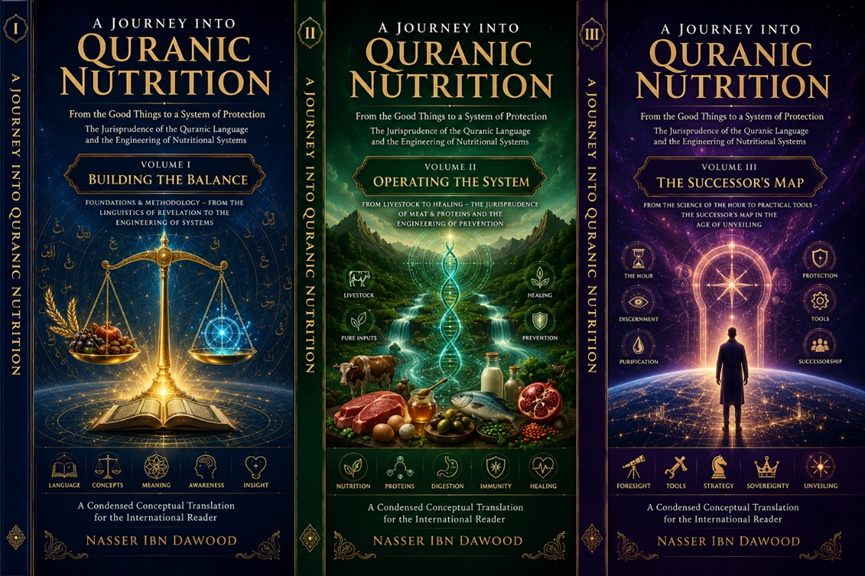 I
A JOURNEY INTO QURANIC NUTRITION
A JOURNEY INTO
QURANIC
NUTRITION
From the Good Things to a System of Protection
The Jurisprudence of the Quranic Language
and the Engineering of Nutritional Systems
VOLUME I
BUILDING THE BALANCE
FOUNDATIONS & METHODOLOGY – FROM THE
LINGUISTICS OF REVELATION TO THE
ENGINEERING OF SYSTEMS
LANGUAGE
CONCEPTS
MEANING
AWARENESS
INSIGHT
A Condensed Conceptual Translation
for the International Reader
NASSER IBN DAWOOD
II
A JOURNEY INTO QURANIC NUTRITION
A JOURNEY INTO
QURANIC
NUTRITION
From the Good Things to a System of Protection
The Jurisprudence of the Quranic Language
and the Engineering of Nutritional Systems
VOLUME II
OPERATING THE SYSTEM
FROM LIVESTOCK TO HEALING – THE JURISPRUDENCE
OF MEAT & PROTEINS AND THE
ENGINEERING OF PREVENTION
LIVESTOCK
HEALING
PURE INPUTS
PREVENTION
NUTRITION
PROTEINS
DIGESTION
IMMUNITY
HEALING
A Condensed Conceptual Translation
for the International Reader
NASSER IBN DAWOOD
III
A JOURNEY INTO QURANIC NUTRITION
A JOURNEY INTO
QURANIC
NUTRITION
From the Good Things to a System of Protection
The Jurisprudence of the Quranic Language
and the Engineering of Nutritional Systems
VOLUME III
THE SUCCESSOR'S MAP
FROM THE SCIENCE OF THE HOUR TO PRACTICAL TOOLS –
THE SUCCESSOR'S MAP IN THE
AGE OF UNVEILING
THE HOUR
PROTECTION
DISCERNMENT
TOOLS
PURIFICATION
SUCCESSORSHIP
FORESIGHT
TOOLS
STRATEGY
SOVEREIGNTY
UNVEILING
A Condensed Conceptual Translation
for the International Reader
NASSER IBN DAWOOD